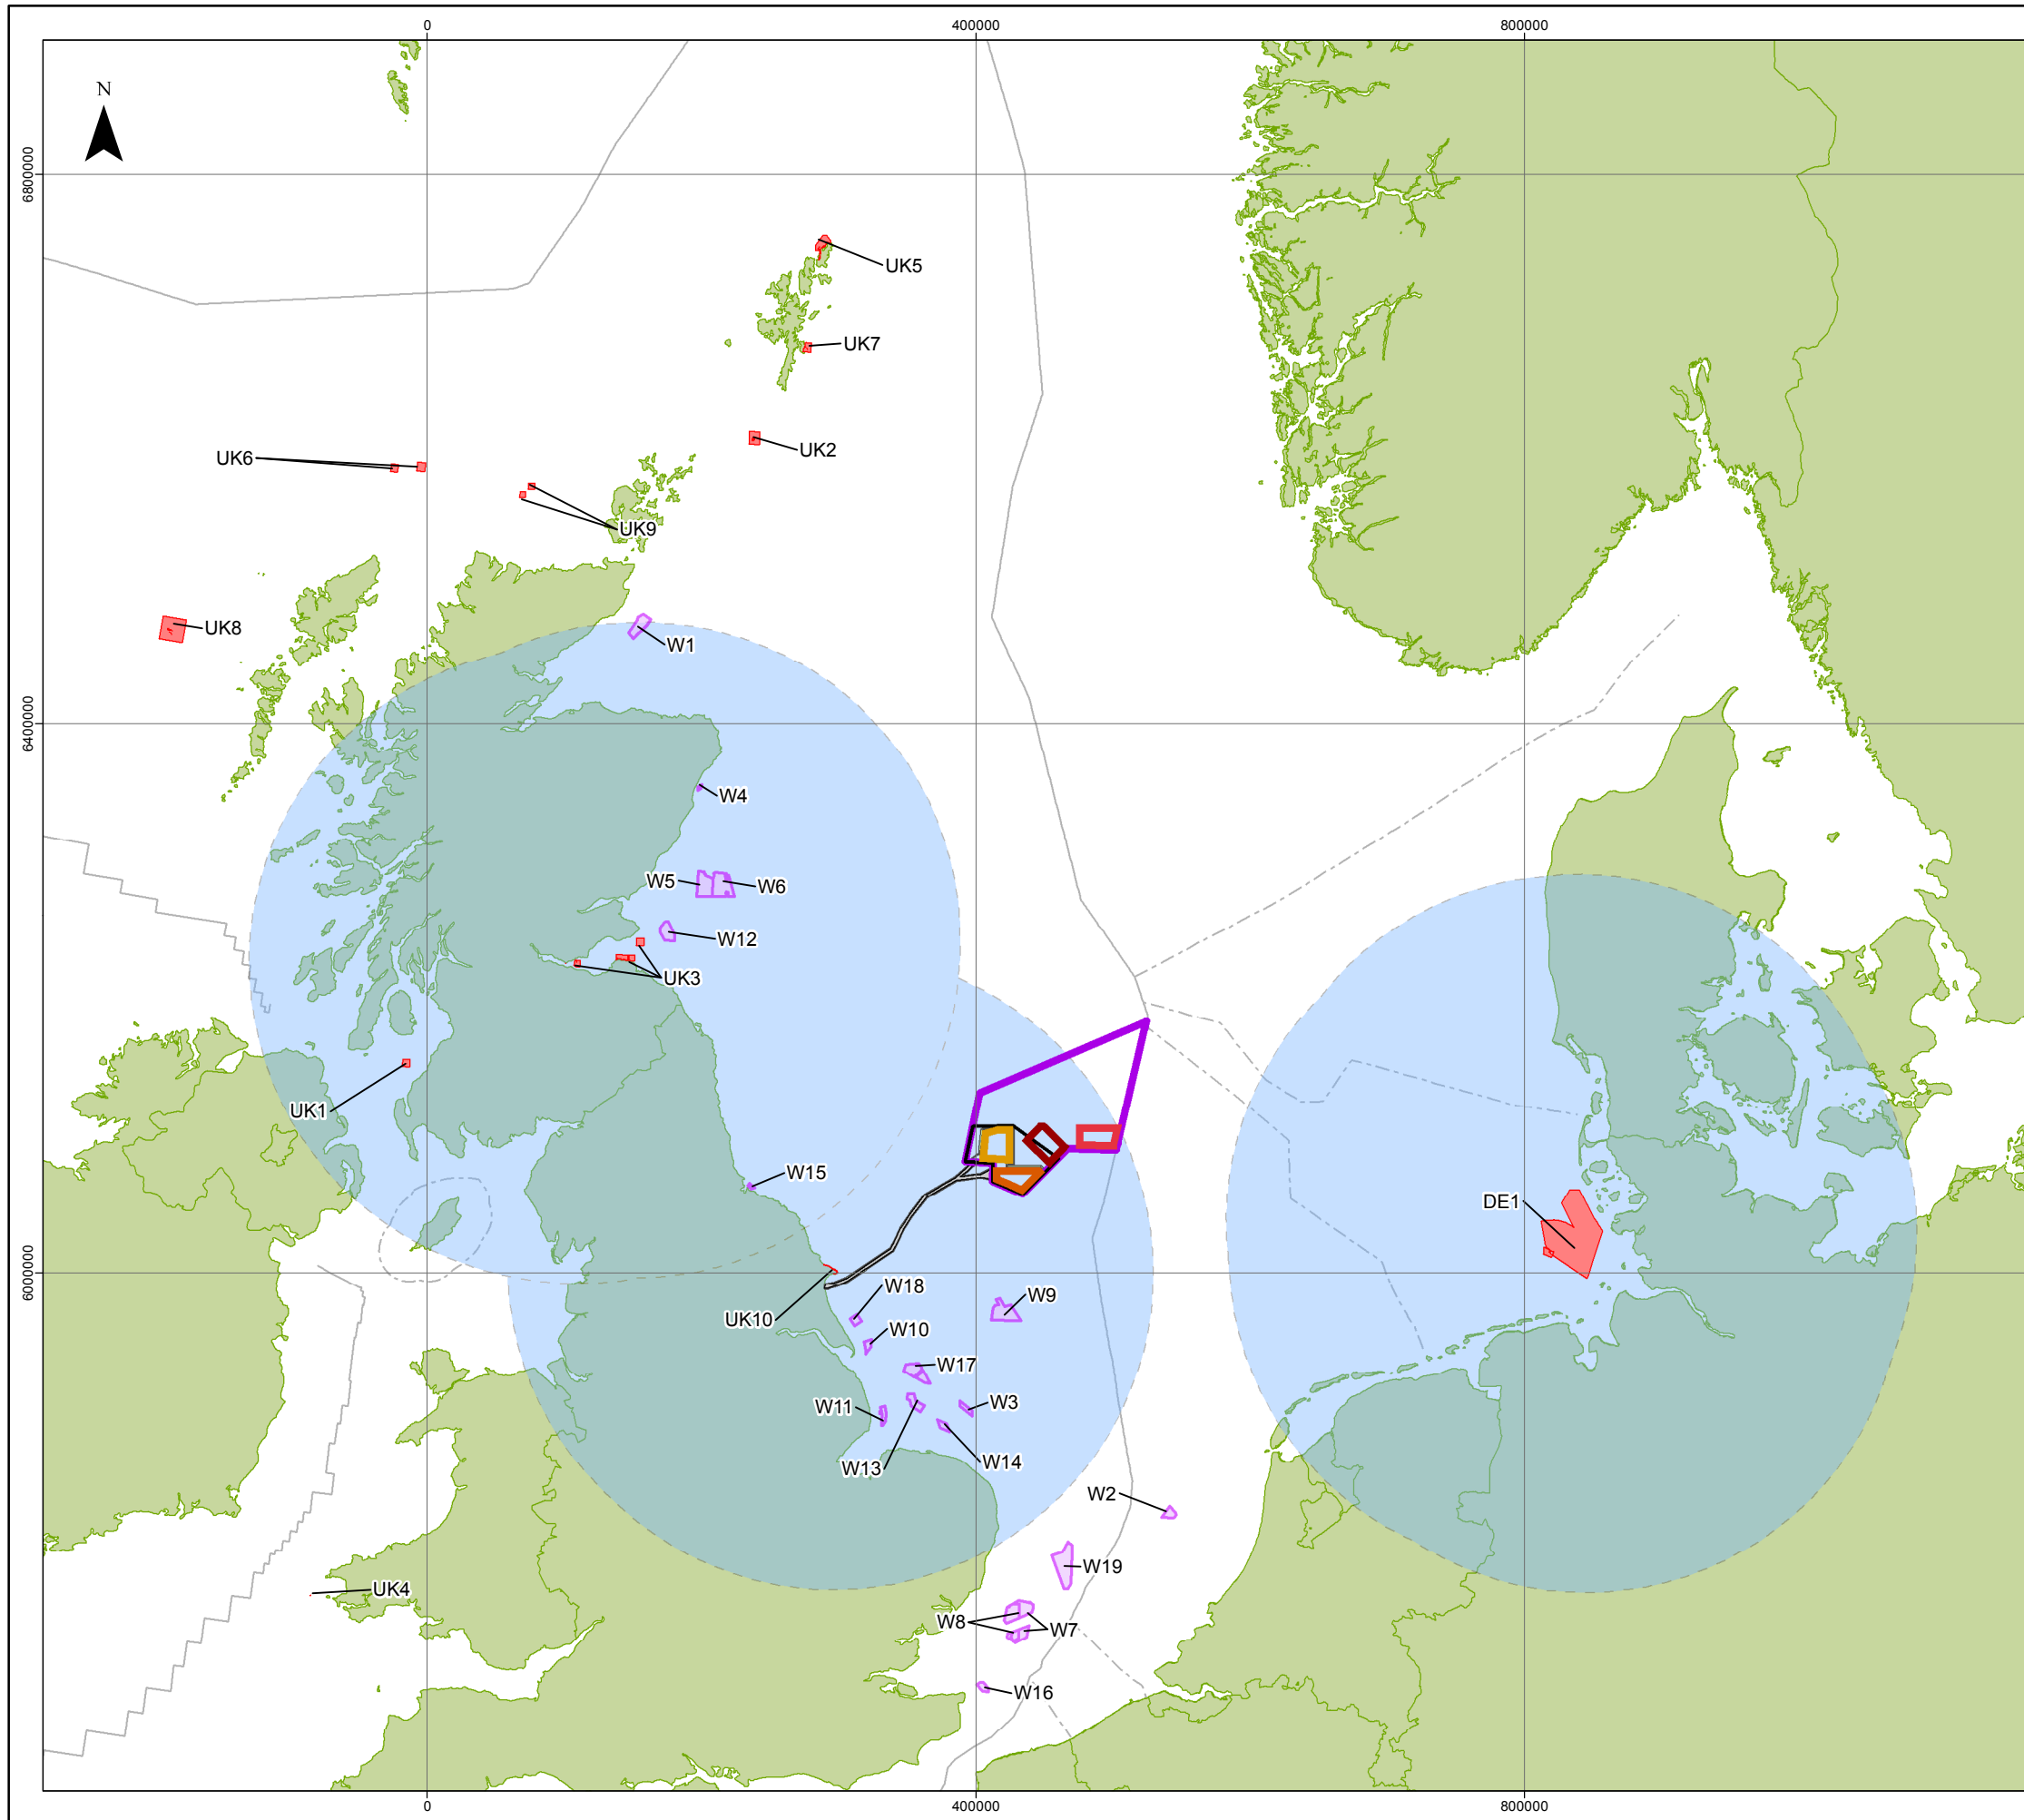 0 400000 800000
N
6800000
UK5
UK7
UK2
UK6
UK9
UK8
W1
6400000
W4
W5 W6
W12
UK3
UK1
W15
DE1
6000000
W18
W9
UK10
W10
W17
W3
W11
W14
W13
W2
W19
UK4
W8
W7
W16
0 400000 800000